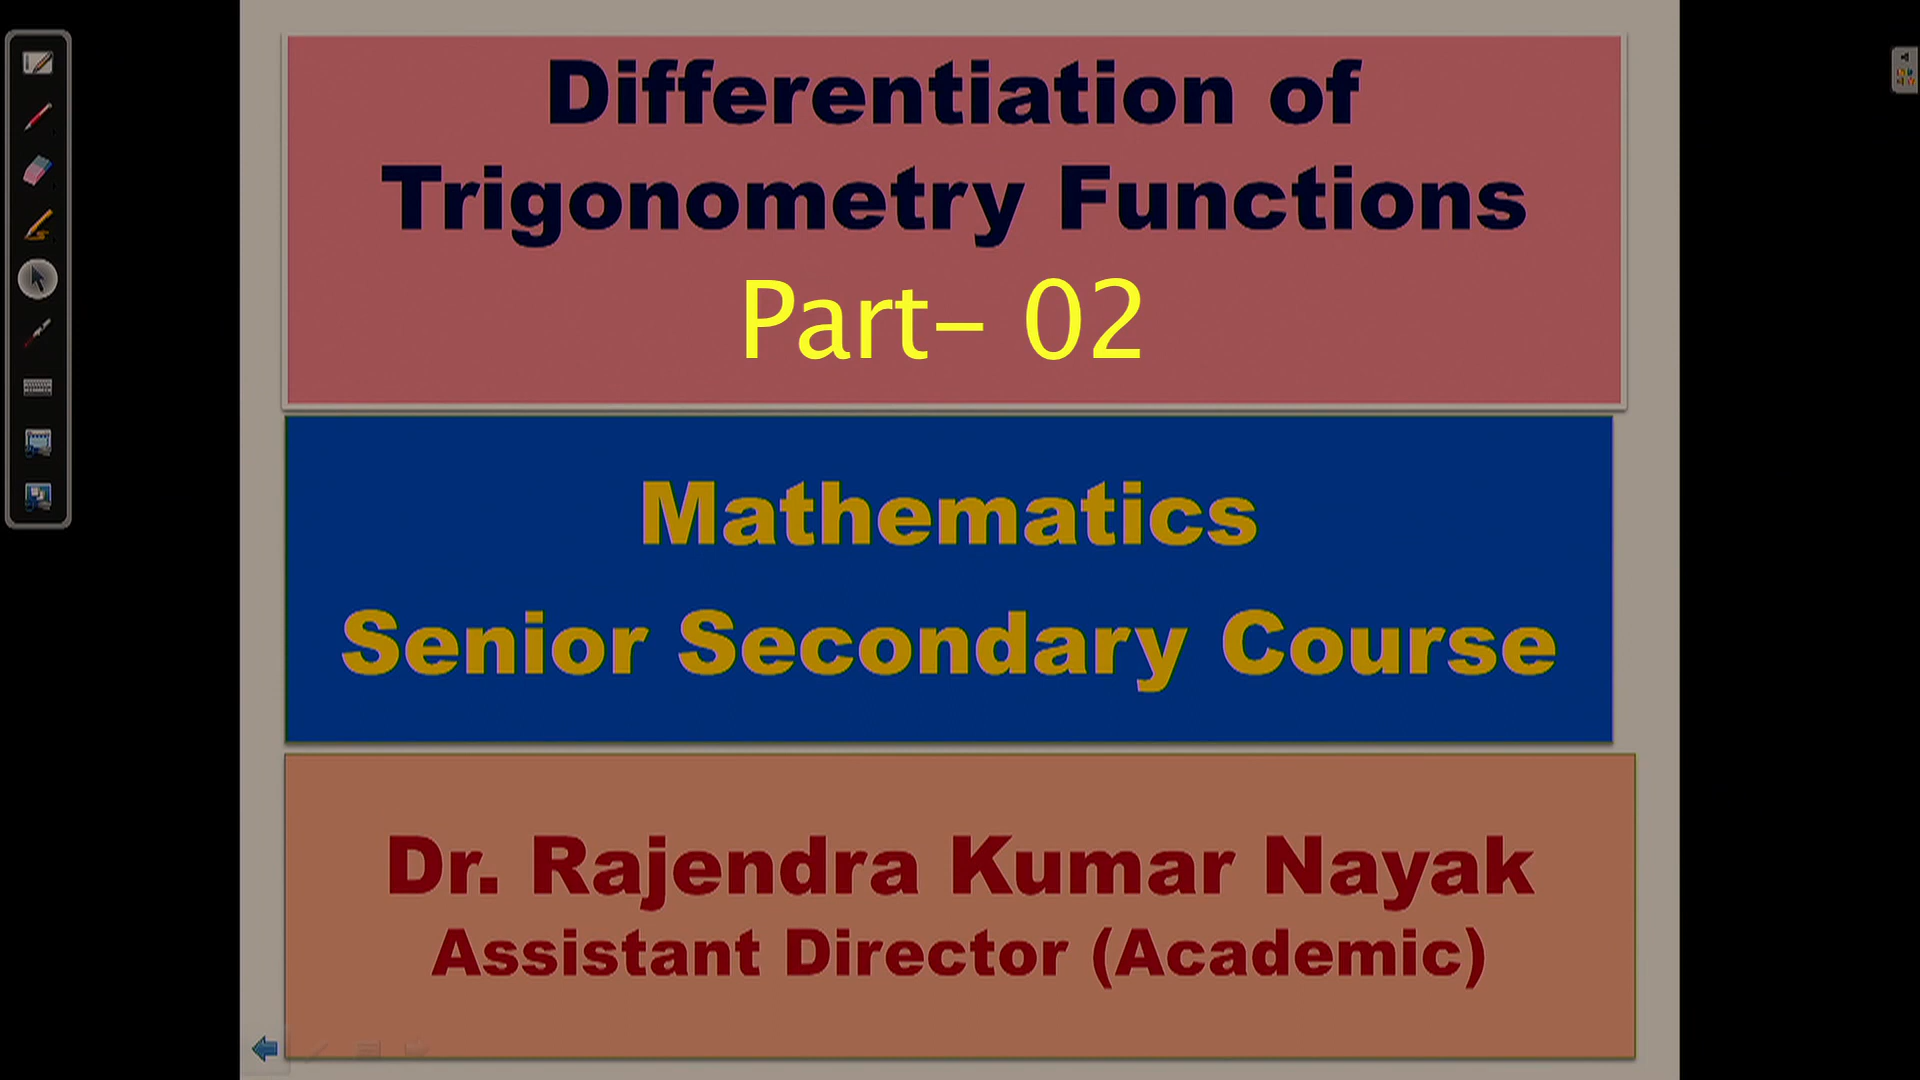 Differentiation of
Trigonometry Functions
Part– 02
Mathematics
Senior Secondary Course
Dr. Rajendra Kumar Nayak
Assistant Director (Academic)